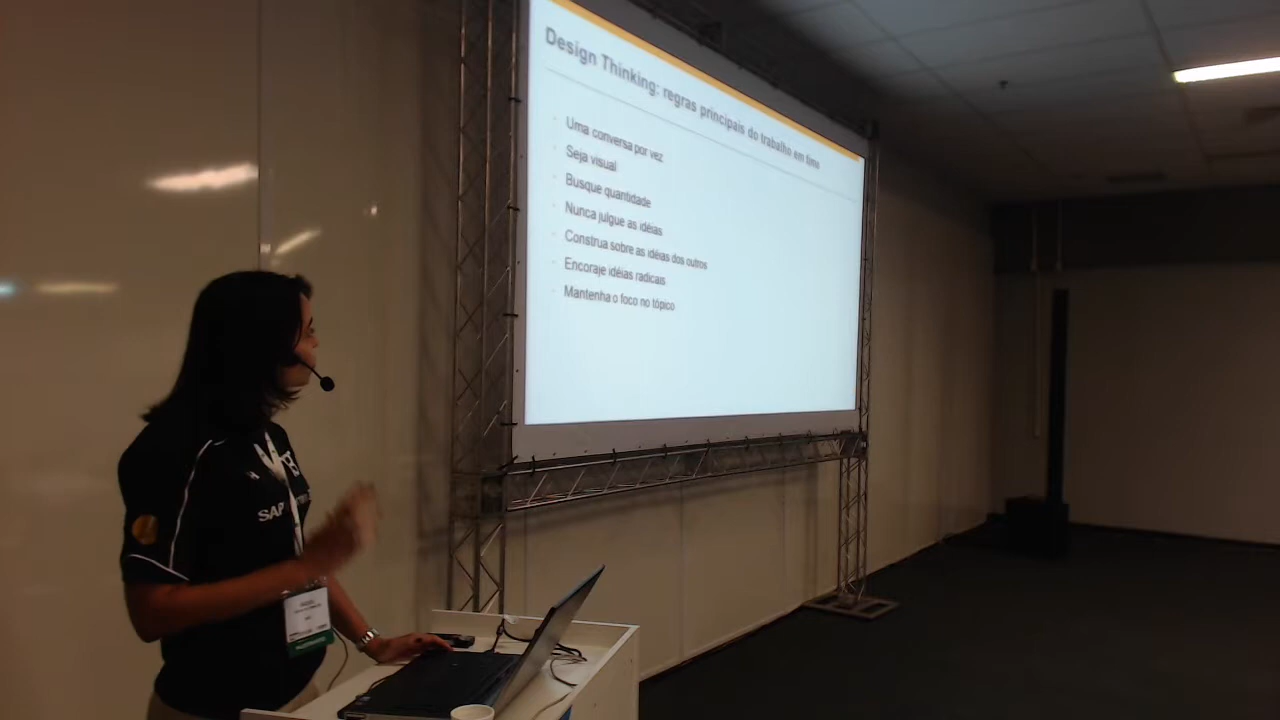 Design Thinking: regras principais do trabalho em time
Uma conversa por vez
Seja visual
Busque quantidade
Nunca julgue as idéias
Construa sobre as idéias dos outros
Encoraje idéias radicais
Mantenha o foco no tópico
SAP